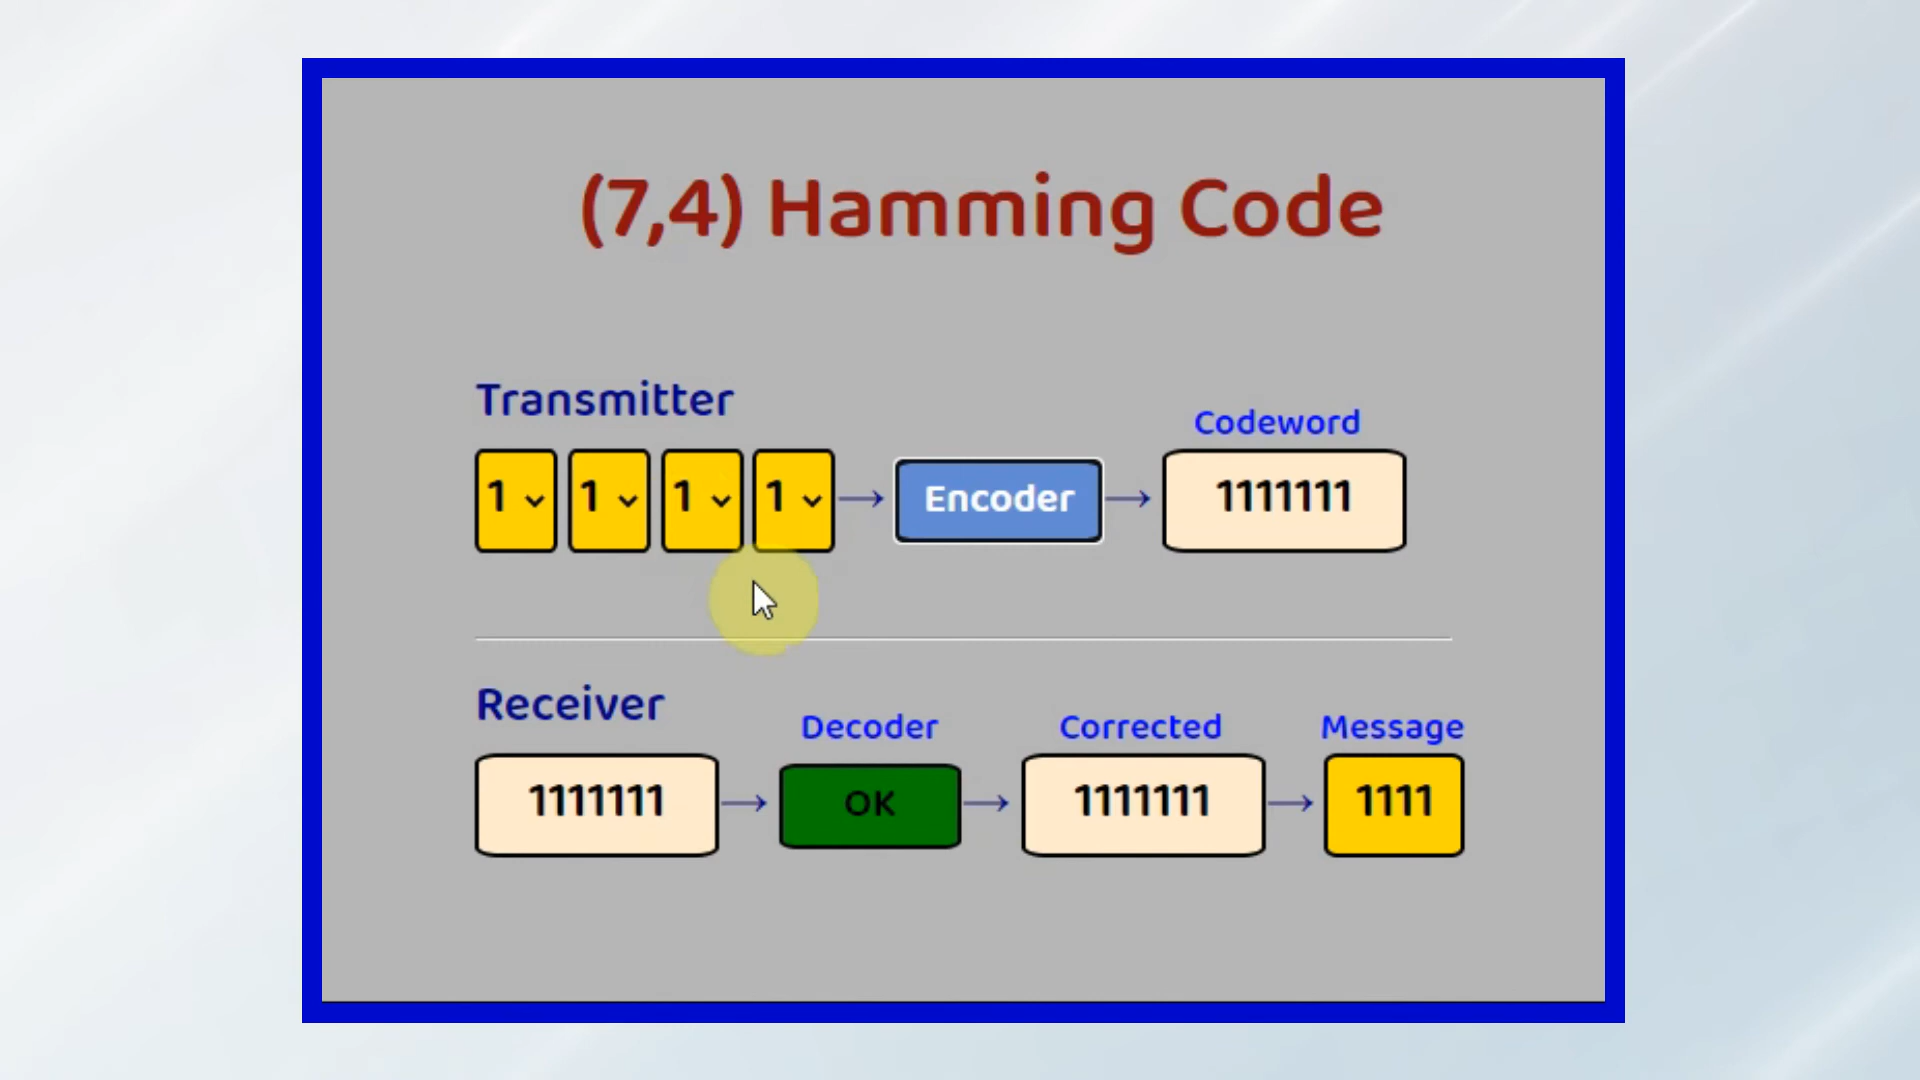 (7,4) Hamming Code
Transmitter
Codeword
1 1 1 1 → Encoder → 1111111
Receiver
Decoder Corrected Message
1111111 → OK → 1111111 → 1111